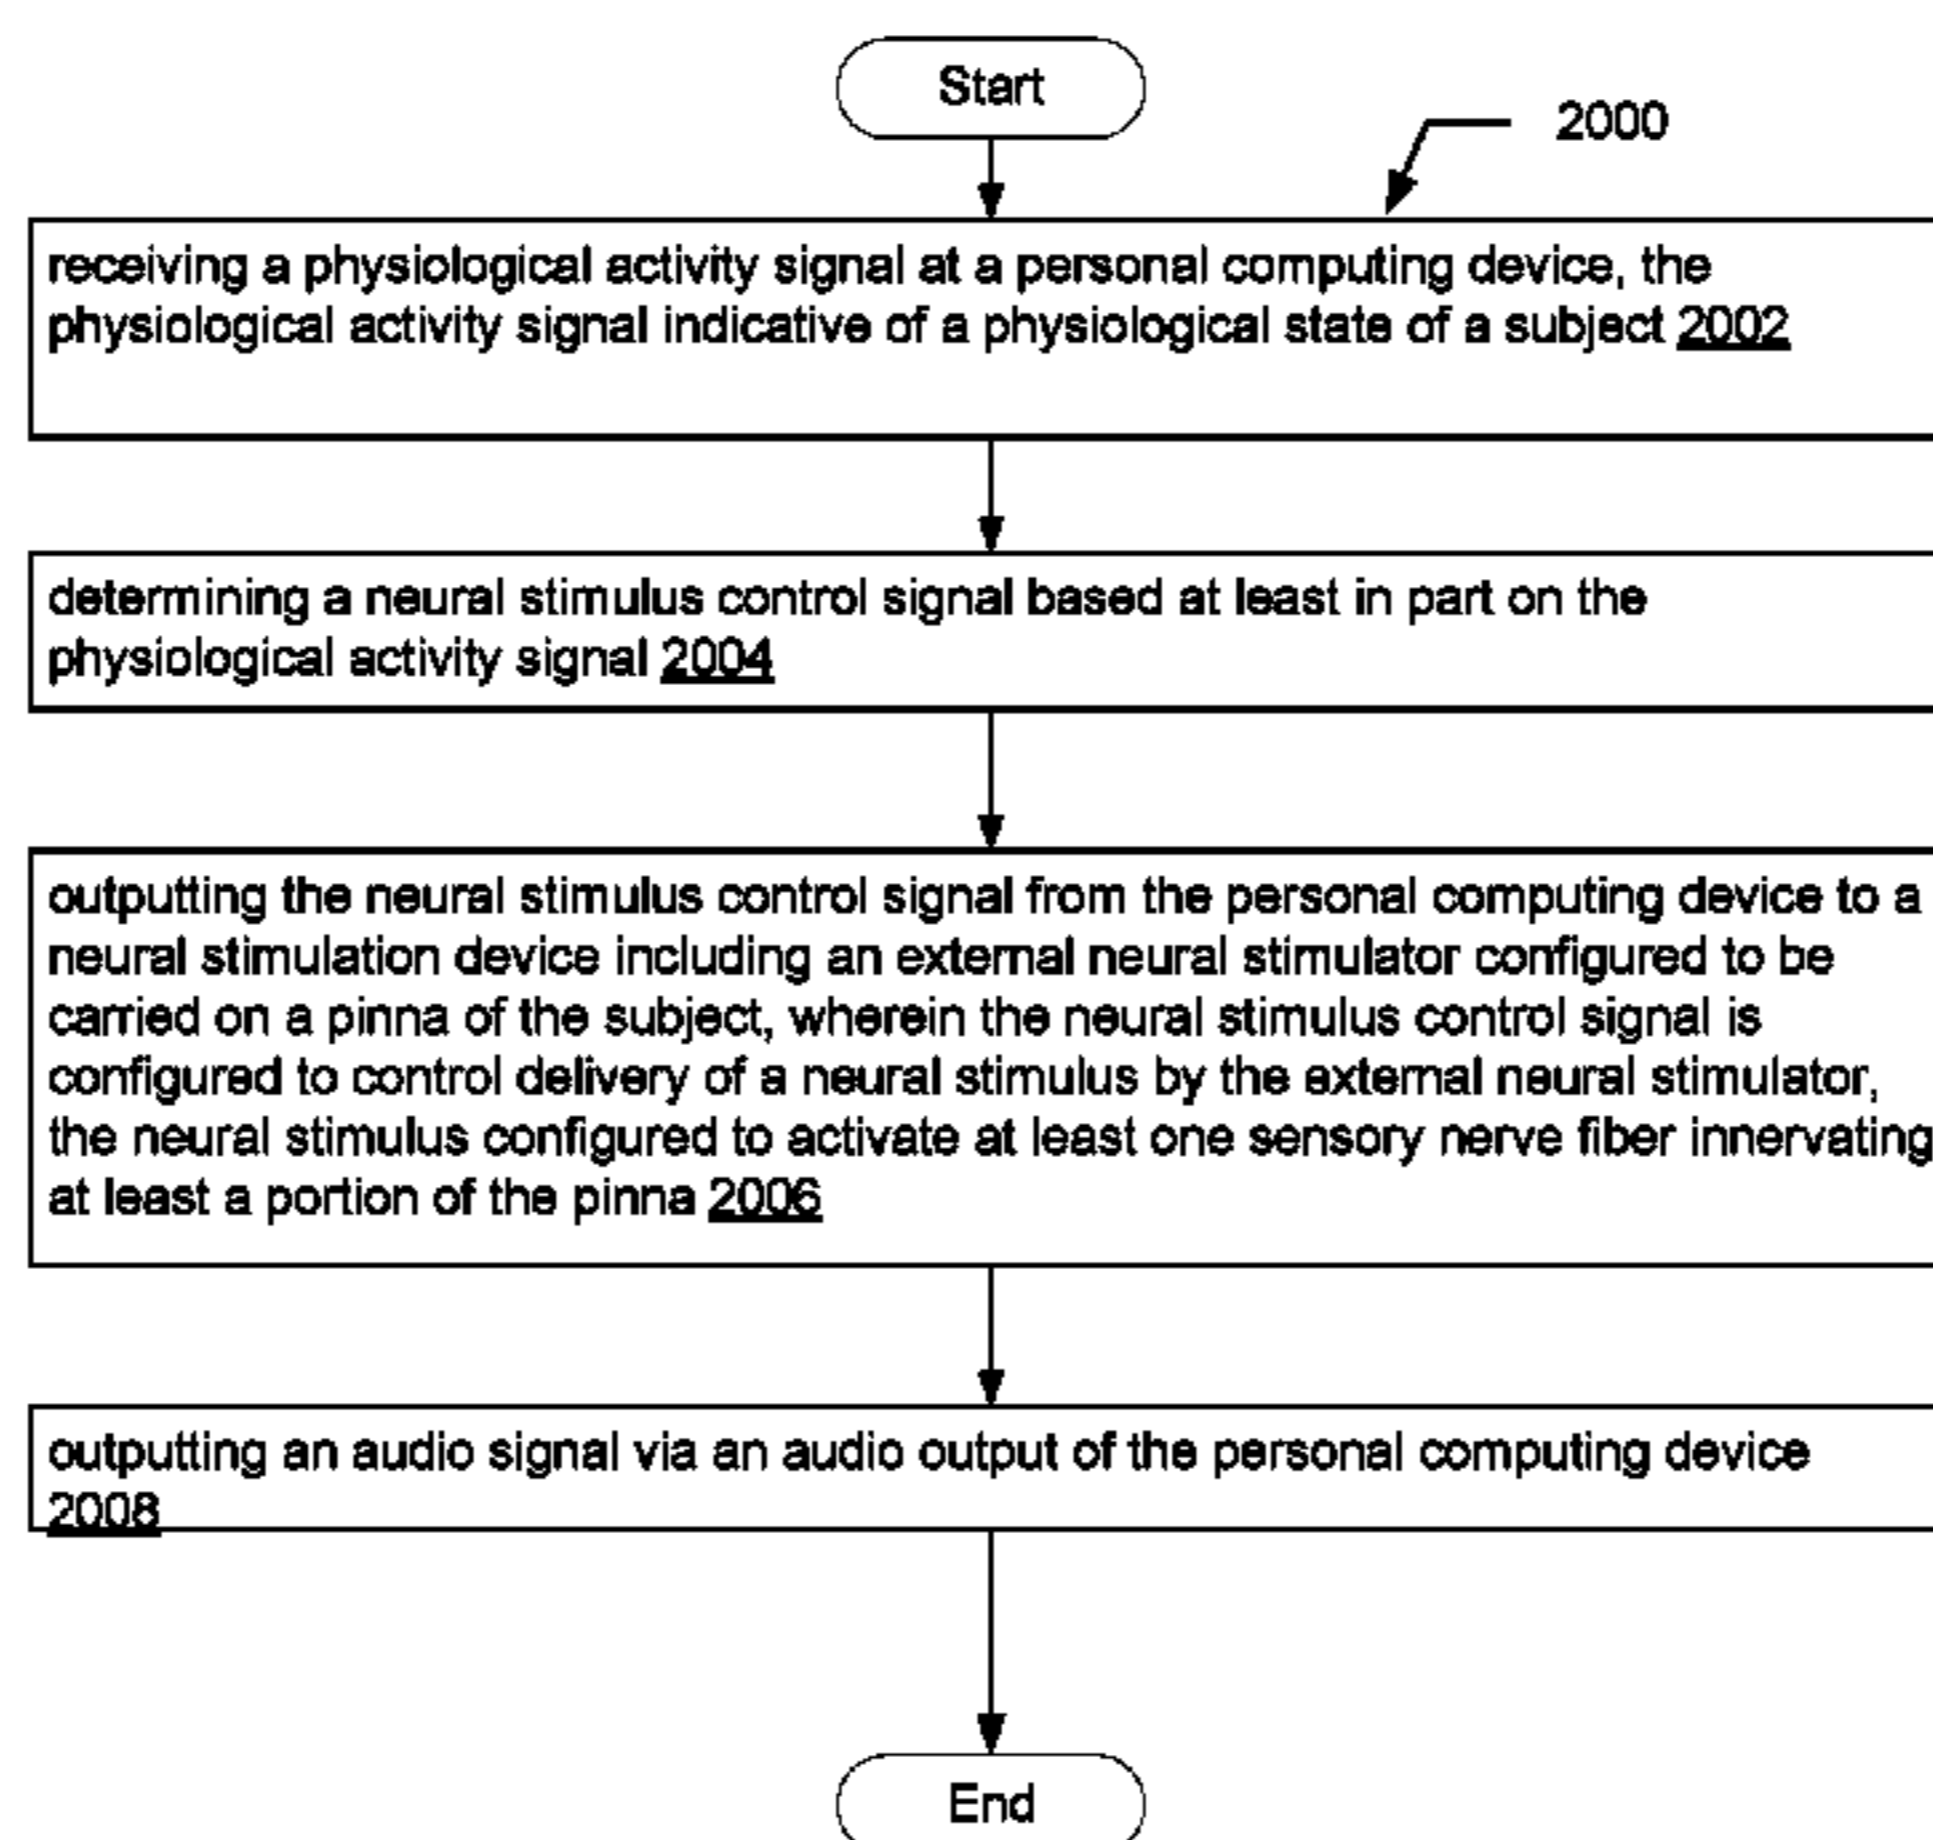 Start
2000
receiving a physiological activity signal at a personal computing device, the
physiological activity signal indicative of a physiological state of a subject 2002
determining a neural stimulus control signal based at least in part on the
physiological activity signal 2004
outputting the neural stimulus control signal from the personal computing device to a
neural stimulation device including an external neural stimulator configured to be
carried on a pinna of the subject, wherein the neural stimulus control signal is
configured to control delivery of a neural stimulus by the external neural stimulator,
the neural stimulus configured to activate at least one sensory nerve fiber innervating
at least a portion of the pinna 2006
outputting an audio signal via an audio output of the personal computing device
2008
End